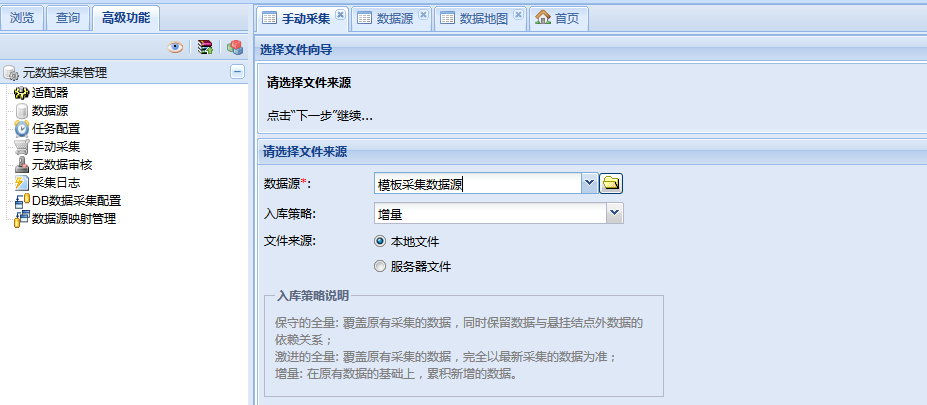 浏览
查询
高级功能
元数据采集管理
适配器
数据源
任务配置
手动采集
元数据审核
采集日志
DB数据采集配置
数据源映射管理
手动采集
数据源
数据地图
首页
选择文件向导
请选择文件来源
点击“下一步”继续...
请选择文件来源
数据源*: 模板采集数据源
入库策略: 增量
文件来源: 本地文件
服务器文件
入库策略说明
保守的全量: 覆盖原有采集的数据，同时保留数据与悬挂结点外数据的
依赖关系；
激进的全量: 覆盖原有采集的数据，完全以最新采集的数据为准；
增量: 在原有数据的基础上，累积新增的数据。